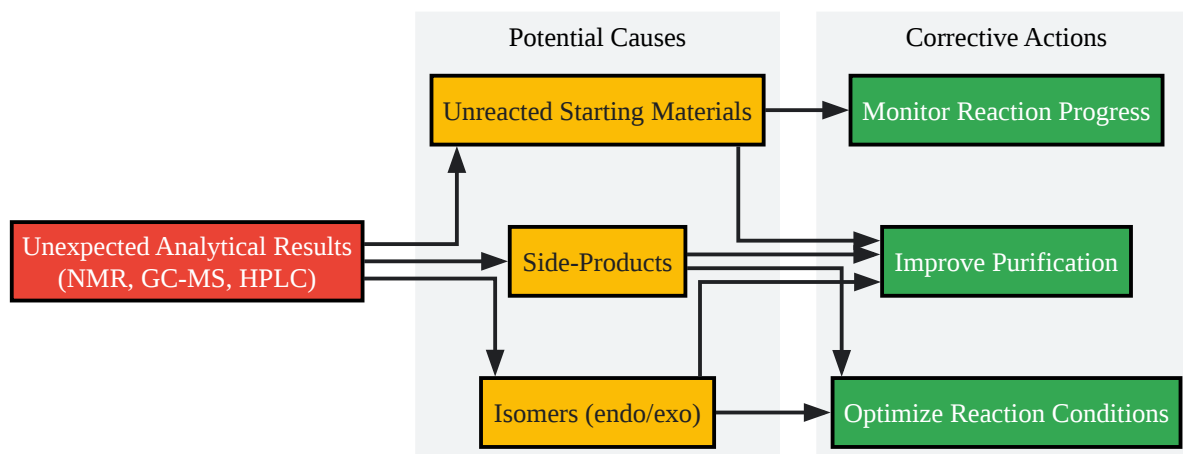 Potential Causes
Corrective Actions
Unreacted Starting Materials
Monitor Reaction Progress
Unexpected Analytical Results
(NMR, GC-MS, HPLC)
Side-Products
Improve Purification
Isomers (endo/exo)
Optimize Reaction Conditions